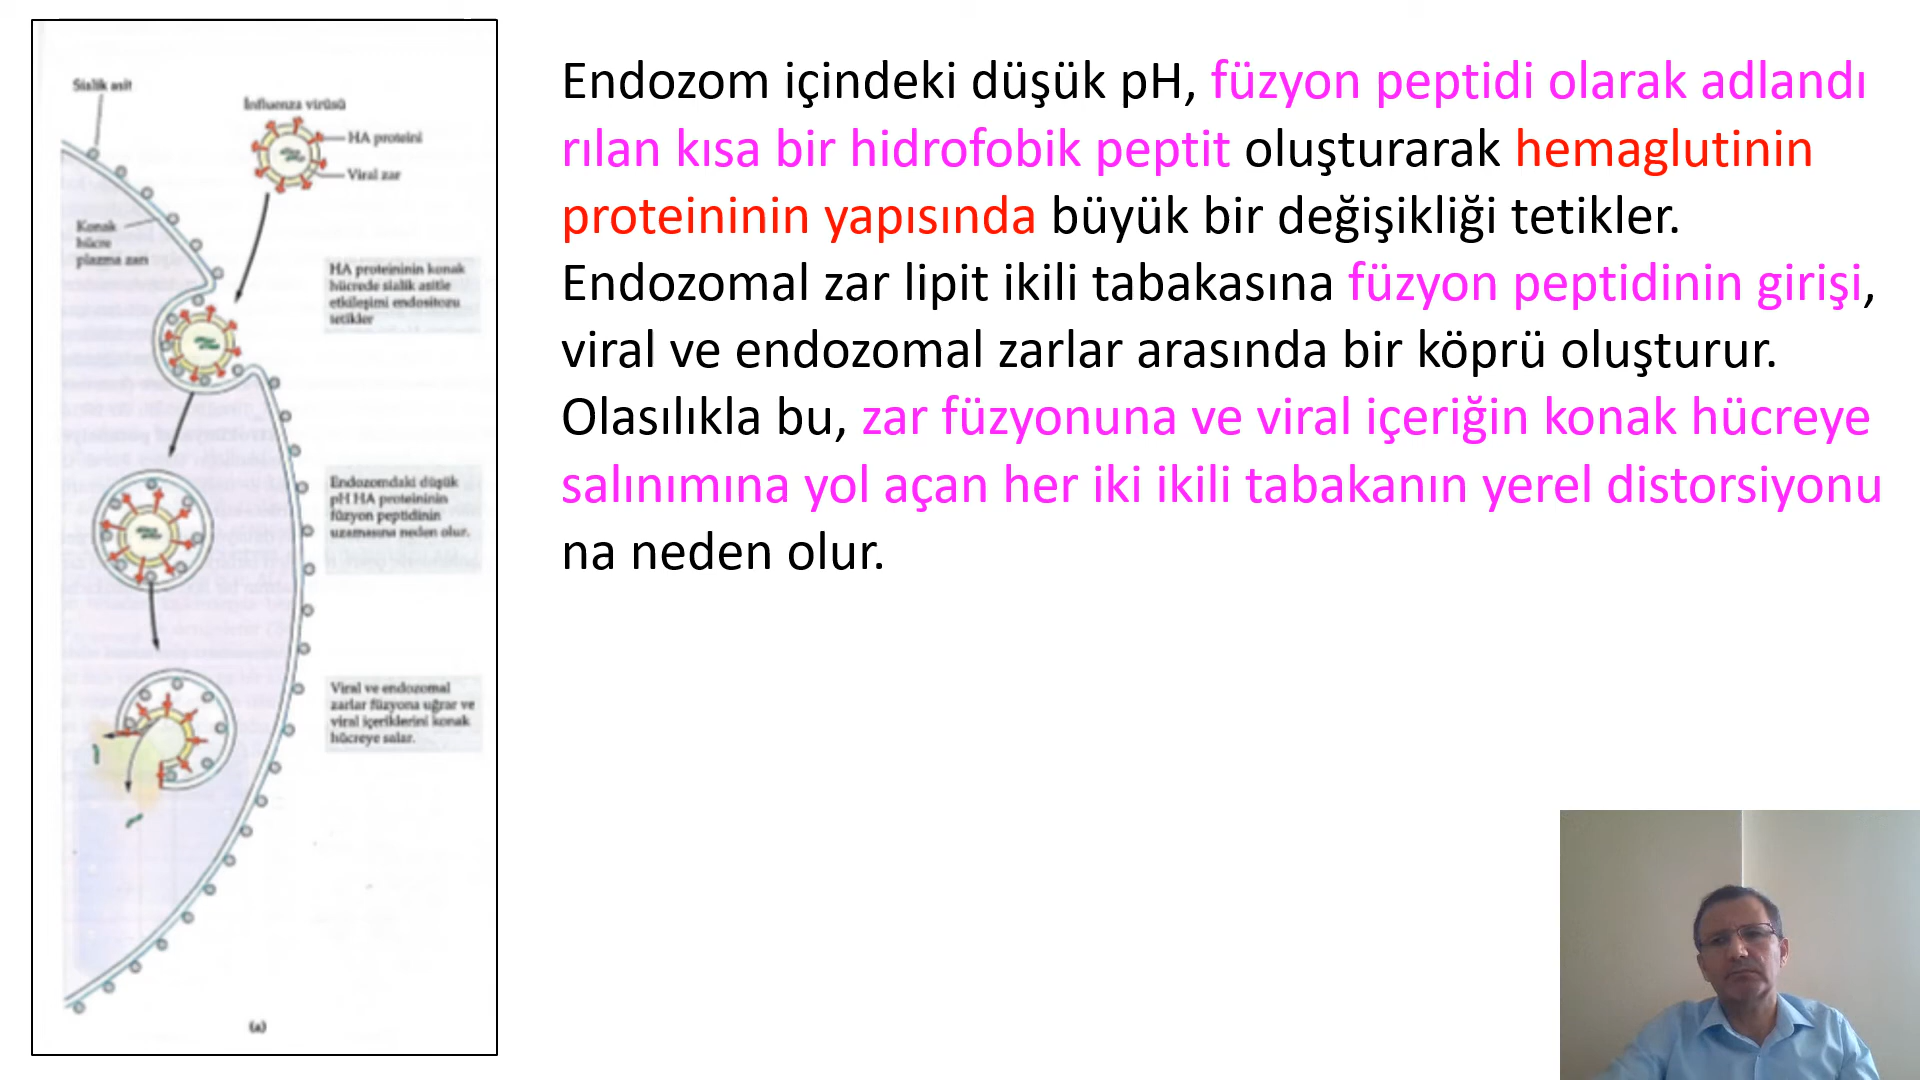 Sialik asit
İnfluenza virüsü
HA proteini
Viral zar
Konak
hücre
plazma zarı
HA proteininin konak
hücrede sialik asitle
etkileşimi endositozu
tetikler
Endozomdaki düşük
pH HA proteininin
füzyon peptidinin
uzamasına neden olur.
Viral ve endozomal
zarlar füzyona uğrar ve
viral içeriklerini konak
hücreye salar.
(a)
Endozom içindeki düşük pH, füzyon peptidi olarak adlandı
rılan kısa bir hidrofobik peptit oluşturarak hemaglutinin
proteininin yapısında büyük bir değişikliği tetikler.
Endozomal zar lipit ikili tabakasına füzyon peptidinin girişi,
viral ve endozomal zarlar arasında bir köprü oluşturur.
Olasılıkla bu, zar füzyonuna ve viral içeriğin konak hücreye
salınımına yol açan her iki ikili tabakanın yerel distorsiyonu
na neden olur.